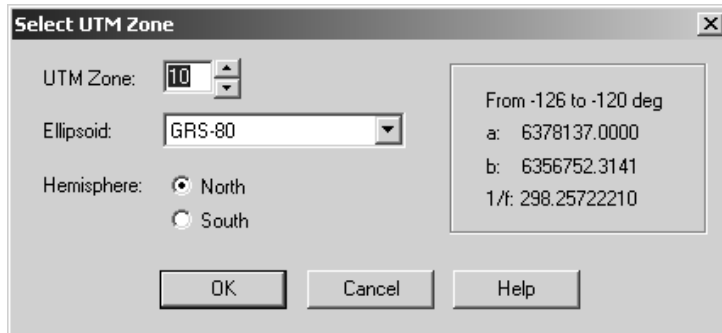 Select UTM Zone
UTM Zone: 10
Ellipsoid: GRS-80
Hemisphere: North
South
From -126 to -120 deg
a: 6378137.0000
b: 6356752.3141
1/f: 298.25722210
OK Cancel Help